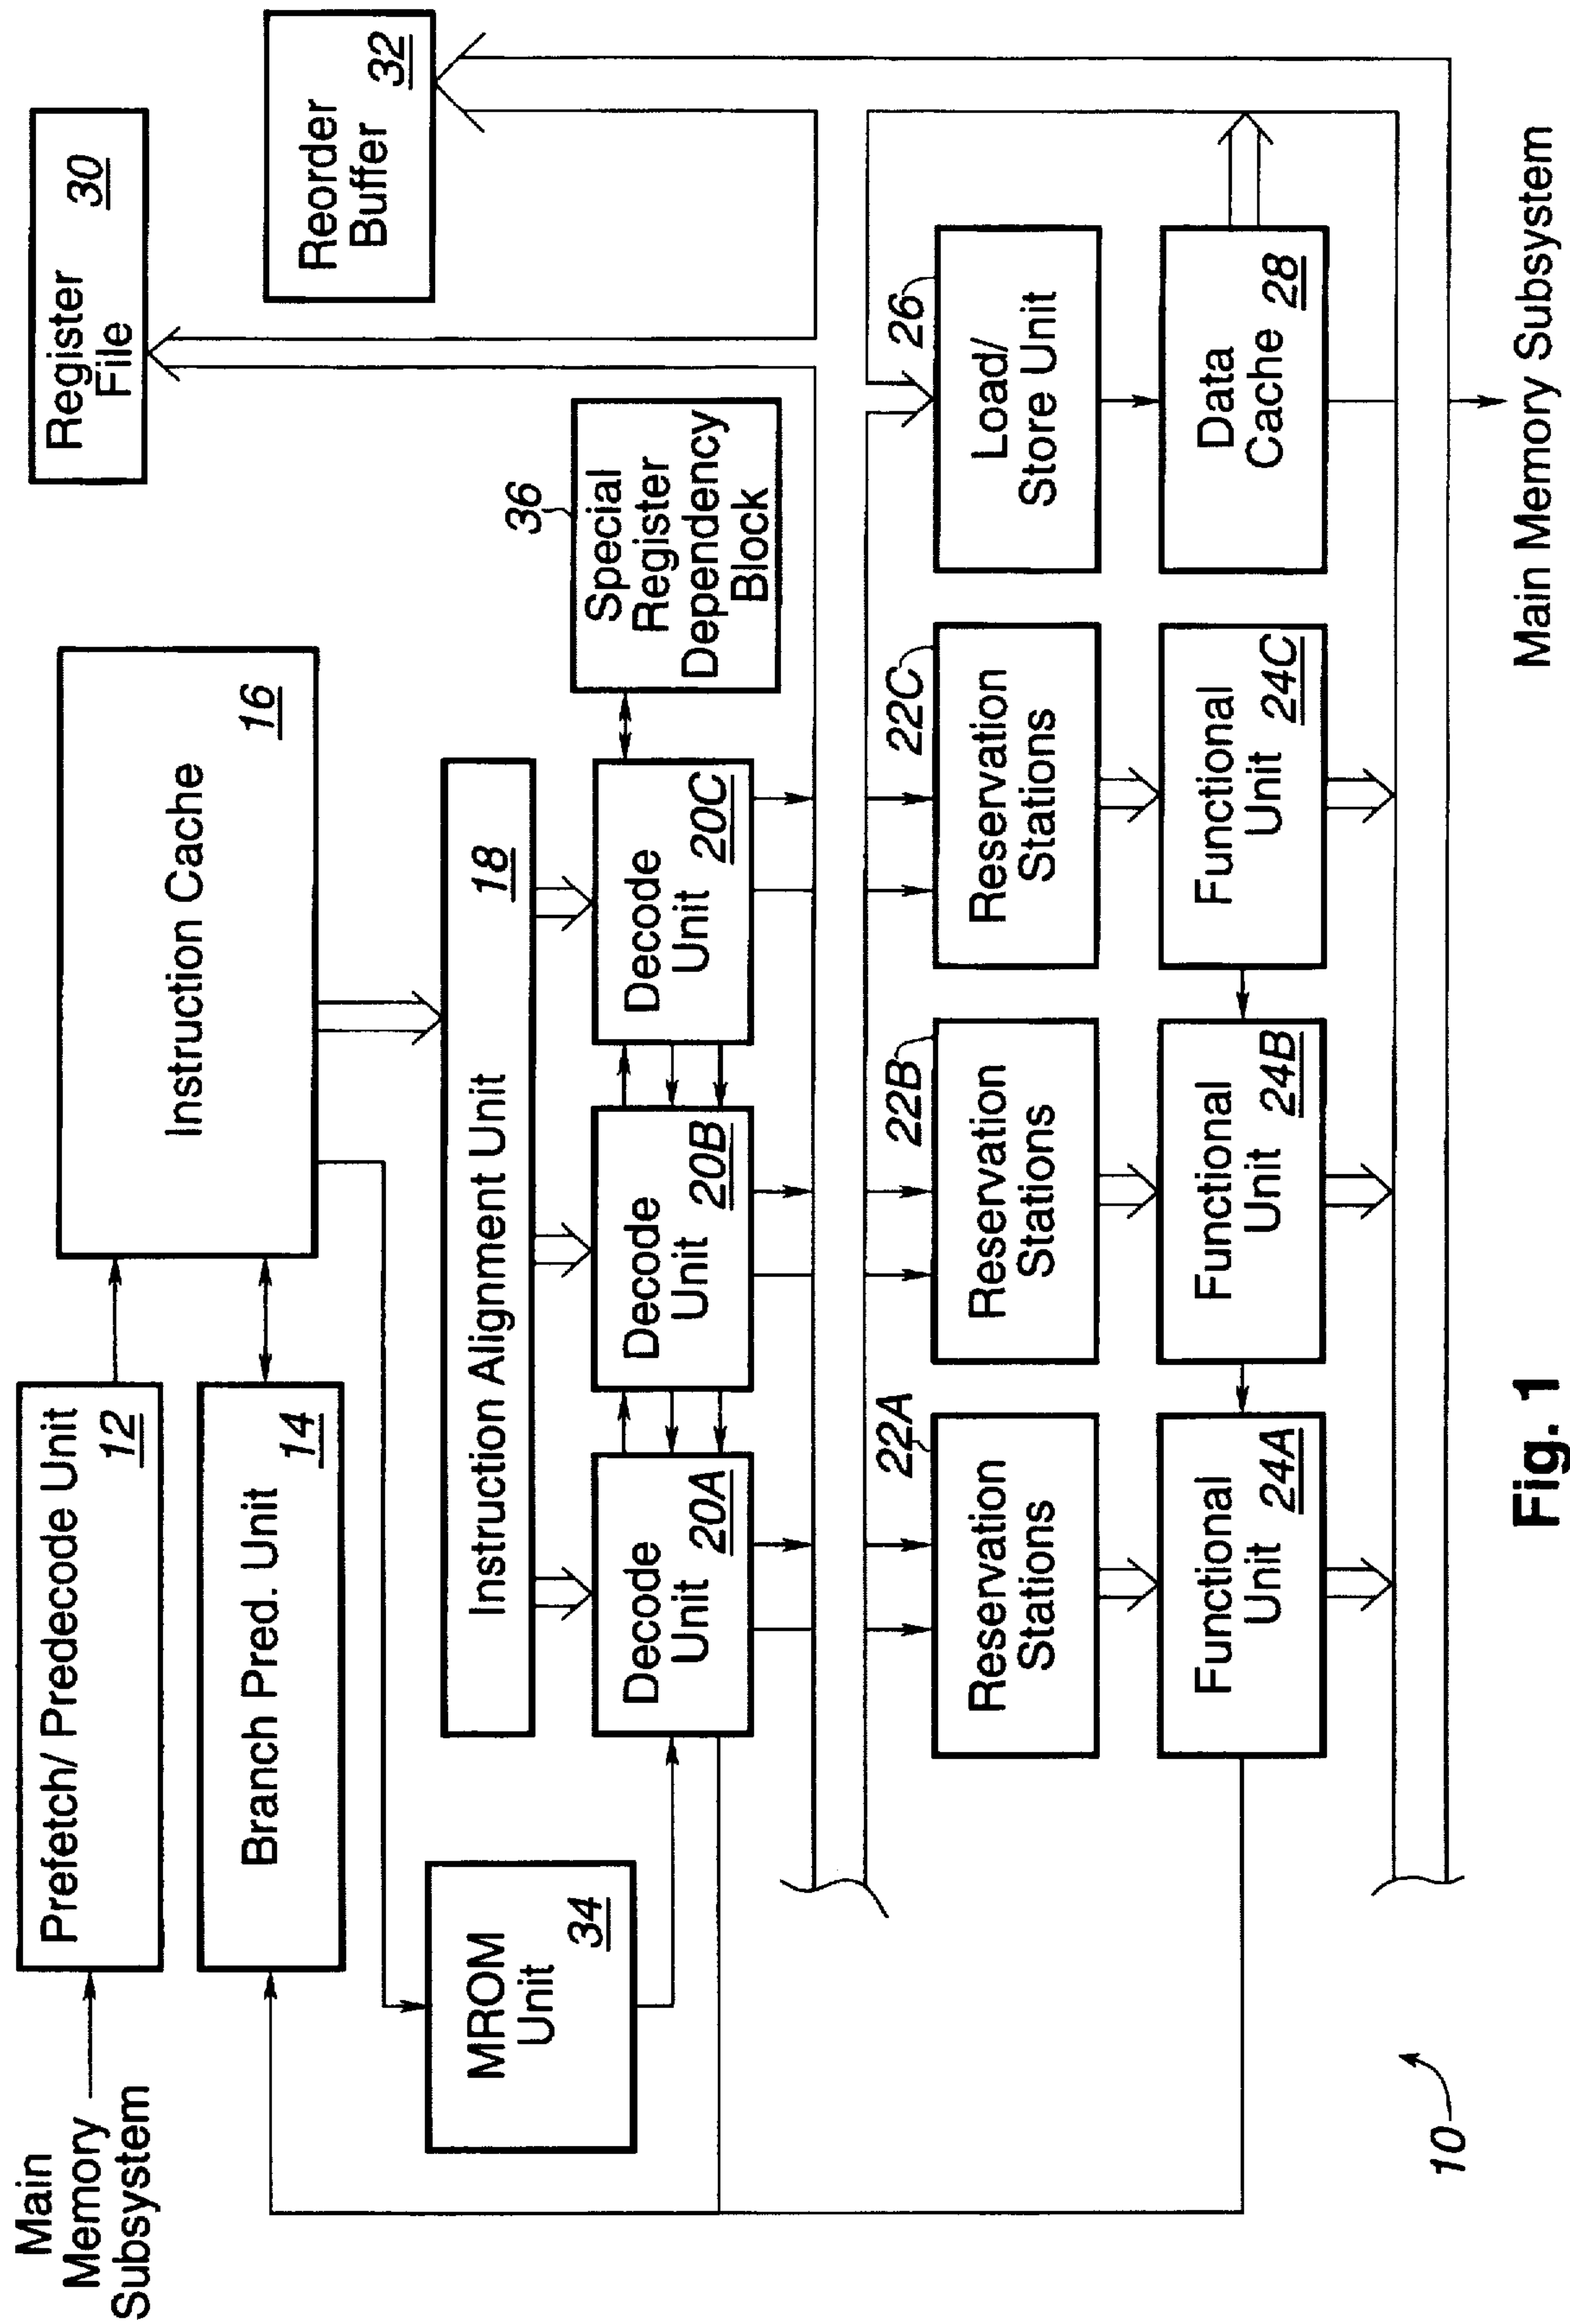 Main
Memory
Subsystem
Prefetch/ Predecode Unit
12
Branch Pred. Unit
14
Instruction Cache
16
Register
File
30
Reorder
Buffer
32
MROM
Unit
34
Instruction Alignment Unit
18
Decode
Unit
20A
Decode
Unit
20B
Decode
Unit
20C
36
Special
Register
Dependency
Block
22A
Reservation
Stations
22B
Reservation
Stations
22C
Reservation
Stations
26
Load/
Store Unit
Functional
Unit
24A
Functional
Unit
24B
Functional
Unit
24C
Data
Cache
28
Main Memory Subsystem
10
Fig. 1